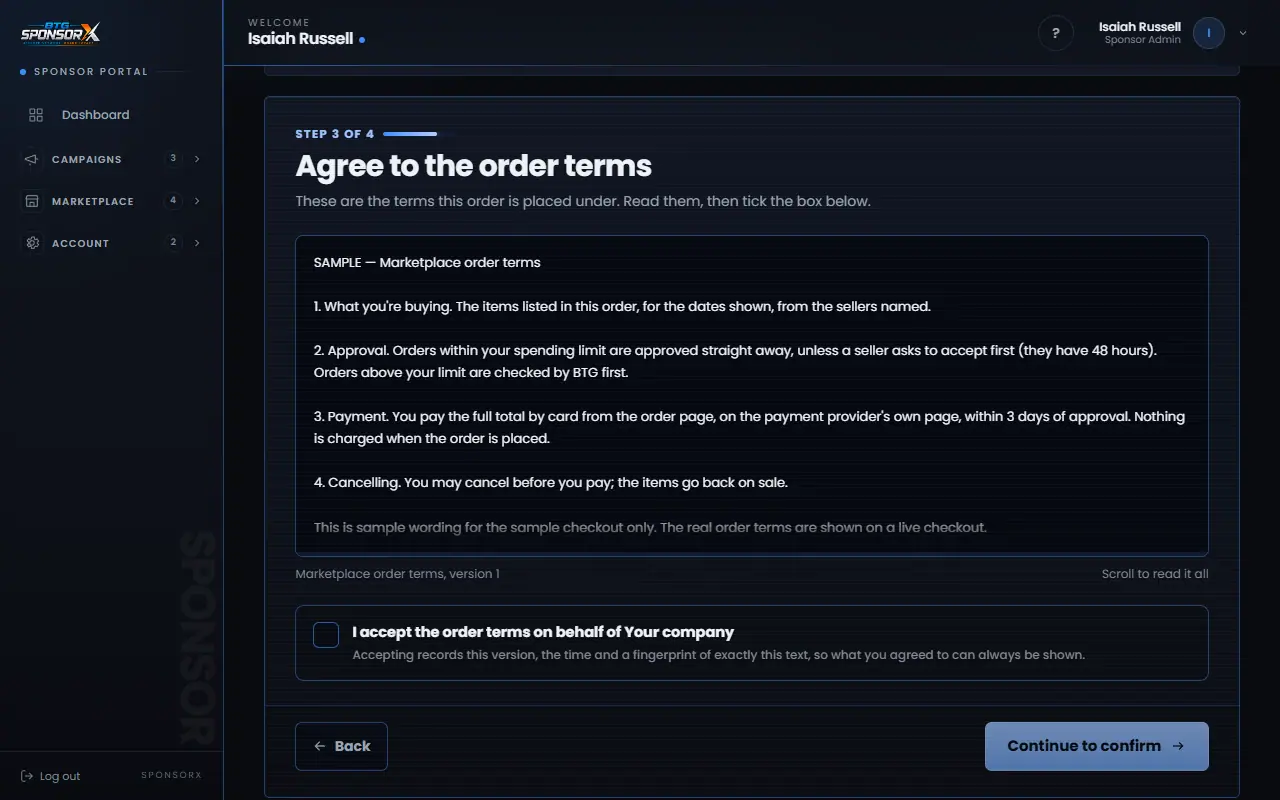 BTG
SPONSORX
SPONSOR PORTAL
Dashboard
CAMPAIGNS 3
MARKETPLACE 4
ACCOUNT 2
SPONSOR
Log out
SPONSORX
WELCOME
Isaiah Russell
?
Isaiah Russell
Sponsor Admin
I
STEP 3 OF 4
Agree to the order terms
These are the terms this order is placed under. Read them, then tick the box below.
SAMPLE — Marketplace order terms
1. What you're buying. The items listed in this order, for the dates shown, from the sellers named.
2. Approval. Orders within your spending limit are approved straight away, unless a seller asks to accept first (they have 48 hours).
Orders above your limit are checked by BTG first.
3. Payment. You pay the full total by card from the order page, on the payment provider's own page, within 3 days of approval. Nothing
is charged when the order is placed.
4. Cancelling. You may cancel before you pay; the items go back on sale.
This is sample wording for the sample checkout only. The real order terms are shown on a live checkout.
Marketplace order terms, version 1
Scroll to read it all
I accept the order terms on behalf of Your company
Accepting records this version, the time and a fingerprint of exactly this text, so what you agreed to can always be shown.
← Back
Continue to confirm →